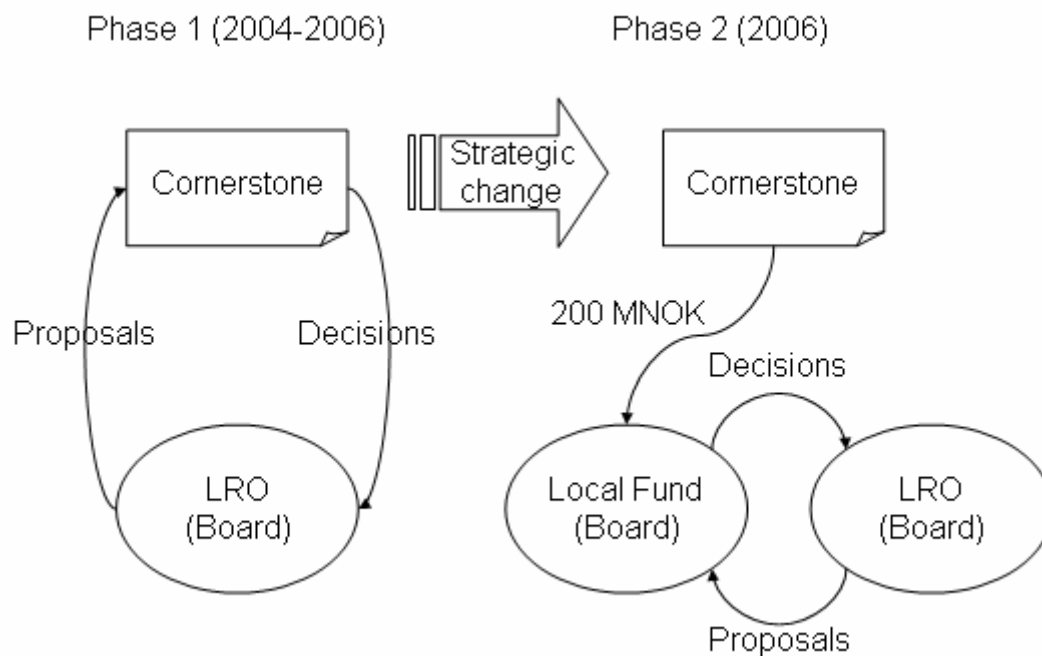 Phase 1 (2004-2006)
Phase 2 (2006)
Cornerstone
Strategic
change
Cornerstone
Proposals
Decisions
200 MNOK
Decisions
LRO
(Board)
Local Fund
(Board)
LRO
(Board)
Proposals